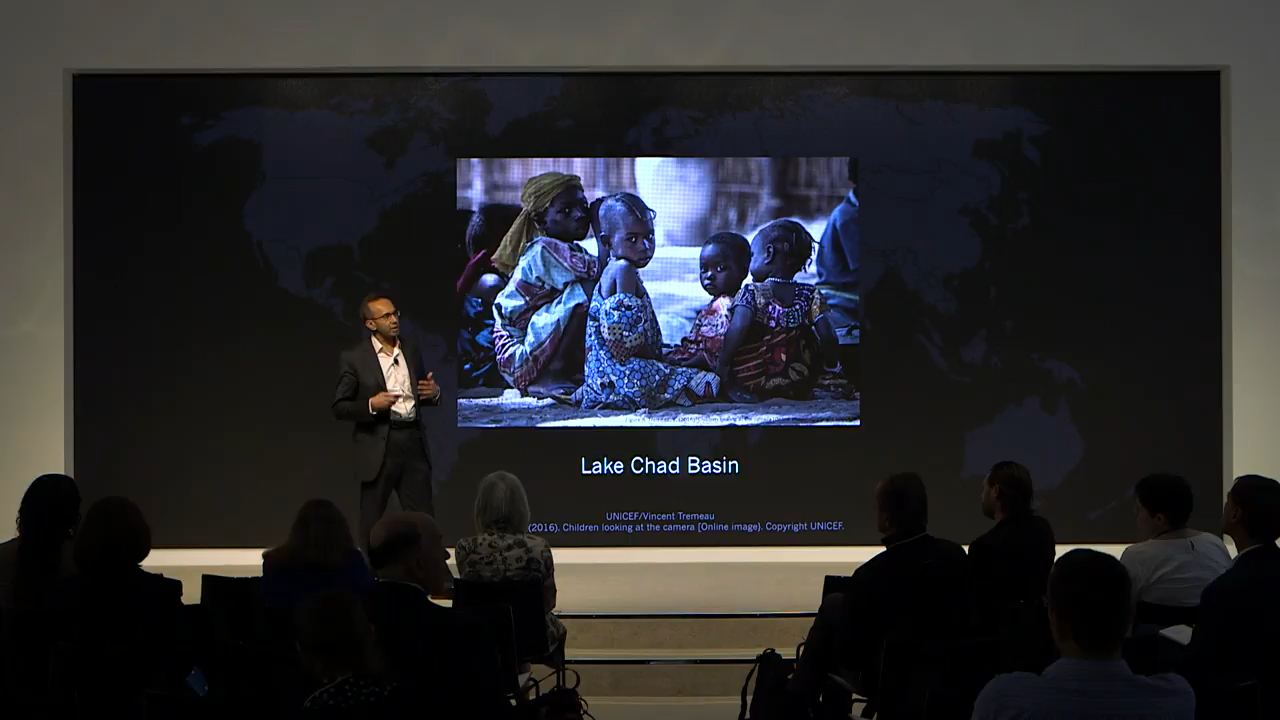 Lake Chad Basin
UNICEF/Vincent Tremeau
(2016). Children looking at the camera [Online image]. Copyright UNICEF.